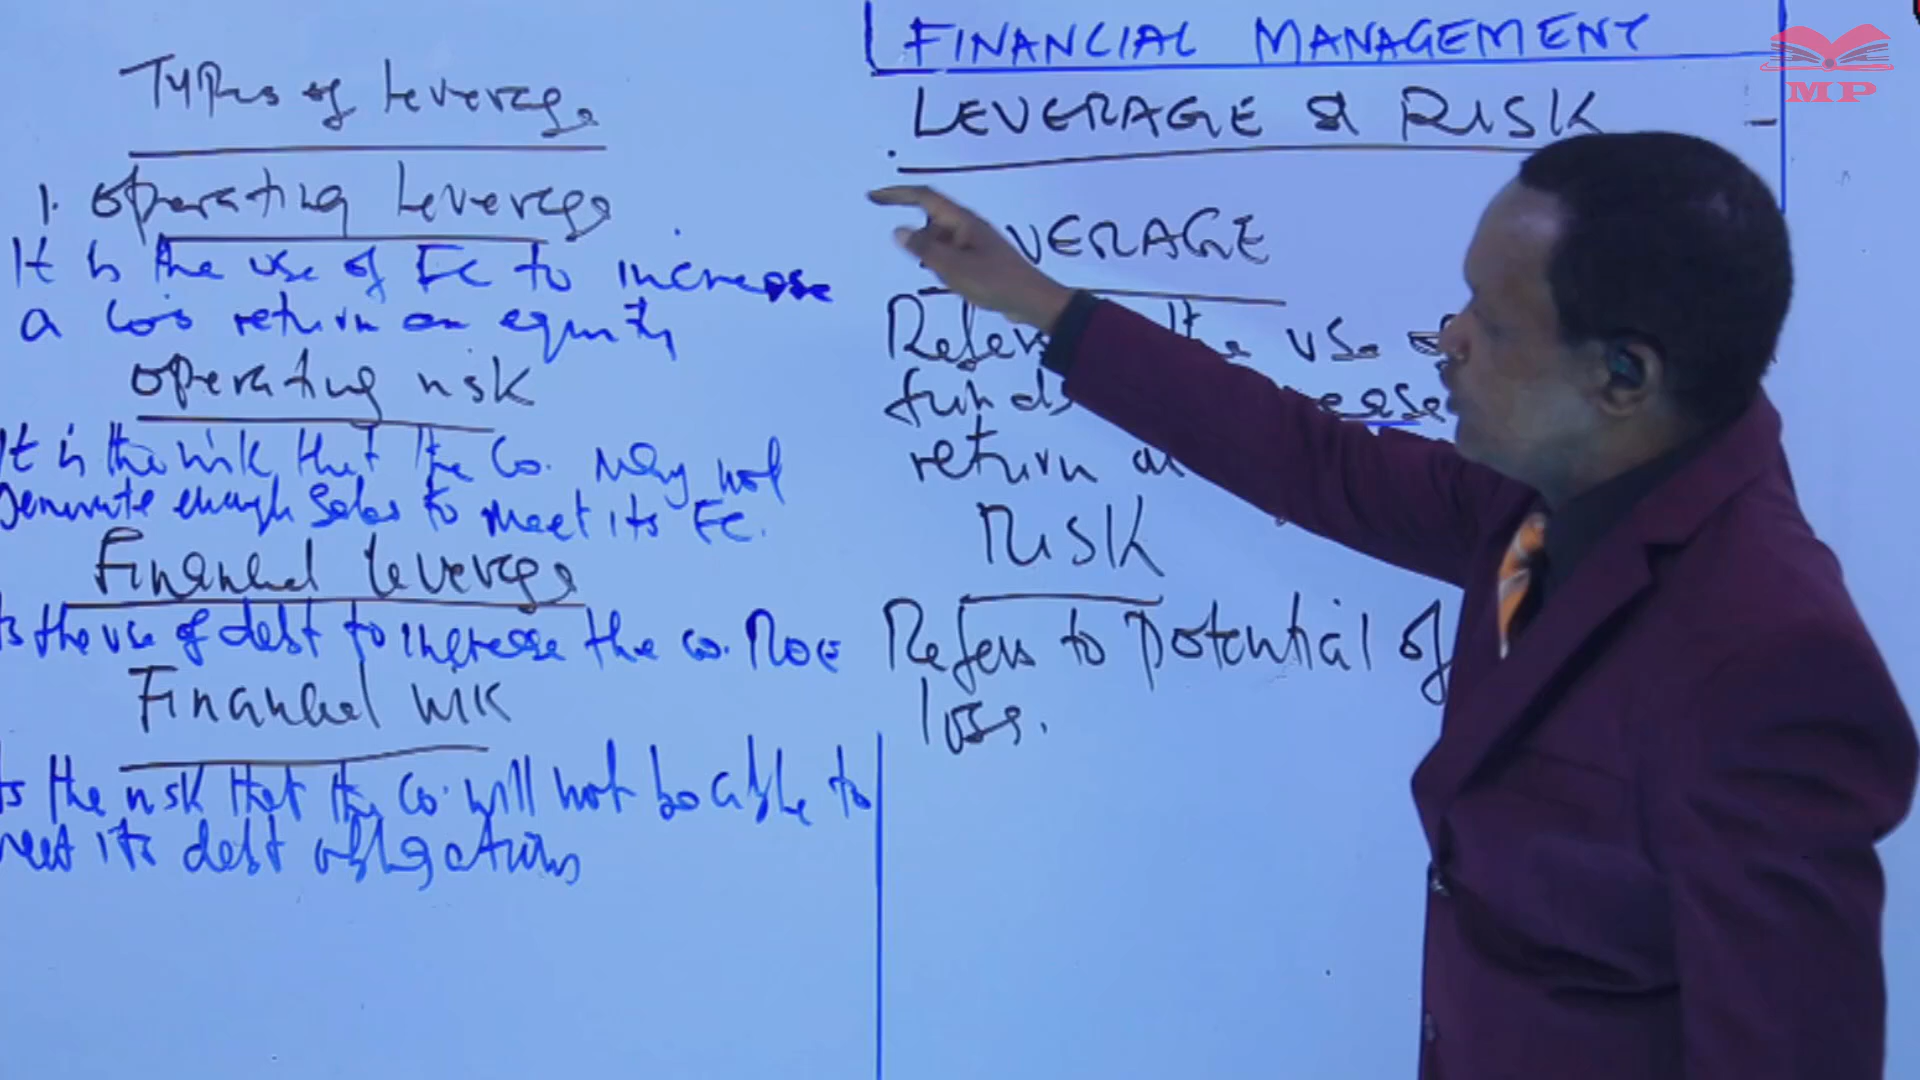 Types of Leverage
1. Operating Leverage
It is the use of FC to increase
a Co's return on equity
Operating risk
It is the risk that the Co. may not
Generate enough Sales to meet its FC.
Financial Leverage
Is the use of debt to increase the co. ROE
Financial risk
Is the risk that the Co. will not be able to
meet its debt obligations
FINANCIAL MANAGEMENT
LEVERAGE & RISK
VERAGE
Refers the use of
funds
return
RISK
Refers to Potential of
loss.
MP